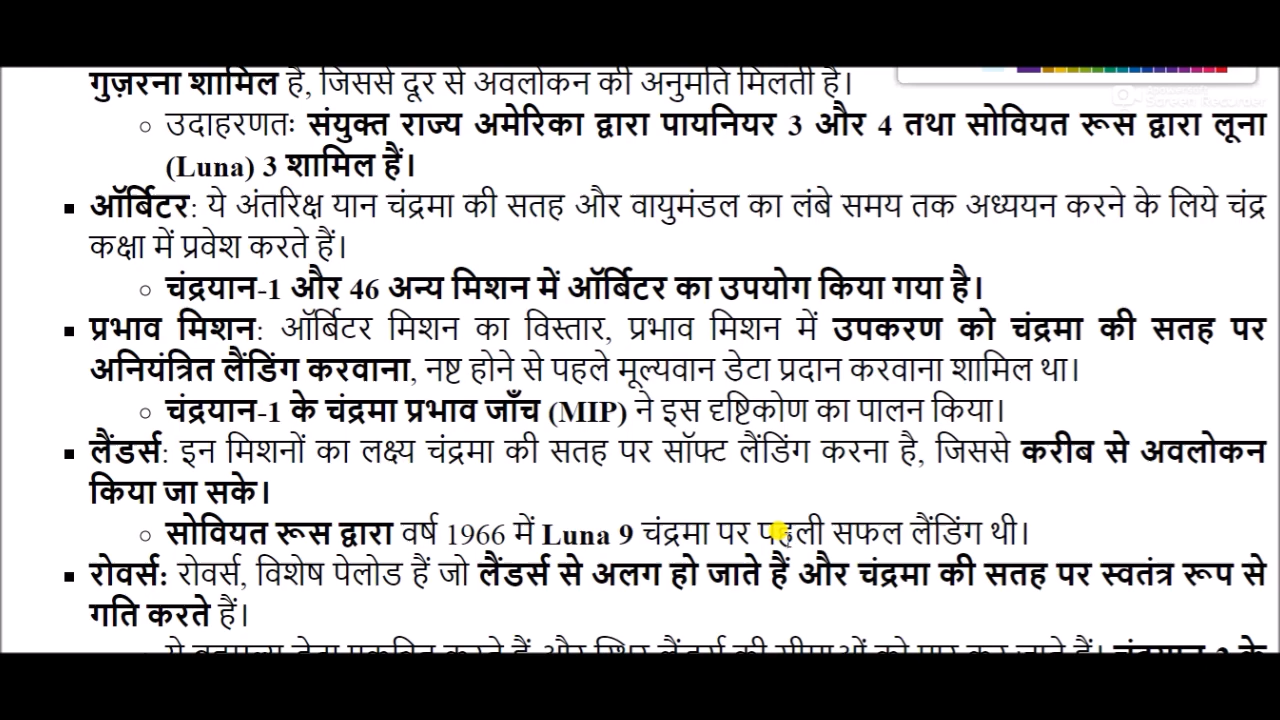 गुज़रना शामिल है, जिससे दूर से अवलोकन की अनुमति मिलती है।
Screen Recorder
○ उदाहरणतः संयुक्त राज्य अमेरिका द्वारा पायनियर 3 और 4 तथा सोवियत रूस द्वारा लूना
(Luna) 3 शामिल हैं।
▪ ऑर्बिटर: ये अंतरिक्ष यान चंद्रमा की सतह और वायुमंडल का लंबे समय तक अध्ययन करने के लिये चंद्र
कक्षा में प्रवेश करते हैं।
○ चंद्रयान-1 और 46 अन्य मिशन में ऑर्बिटर का उपयोग किया गया है।
▪ प्रभाव मिशन: ऑर्बिटर मिशन का विस्तार, प्रभाव मिशन में उपकरण को चंद्रमा की सतह पर
अनियंत्रित लैंडिंग करवाना, नष्ट होने से पहले मूल्यवान डेटा प्रदान करवाना शामिल था।
○ चंद्रयान-1 के चंद्रमा प्रभाव जाँच (MIP) ने इस दृष्टिकोण का पालन किया।
▪ लैंडर्स: इन मिशनों का लक्ष्य चंद्रमा की सतह पर सॉफ्ट लैंडिंग करना है, जिससे करीब से अवलोकन
किया जा सके।
○ सोवियत रूस द्वारा वर्ष 1966 में Luna 9 चंद्रमा पर पहली सफल लैंडिंग थी।
▪ रोवर्स: रोवर्स, विशेष पेलोड हैं जो लैंडर्स से अलग हो जाते हैं और चंद्रमा की सतह पर स्वतंत्र रूप से
गति करते हैं।